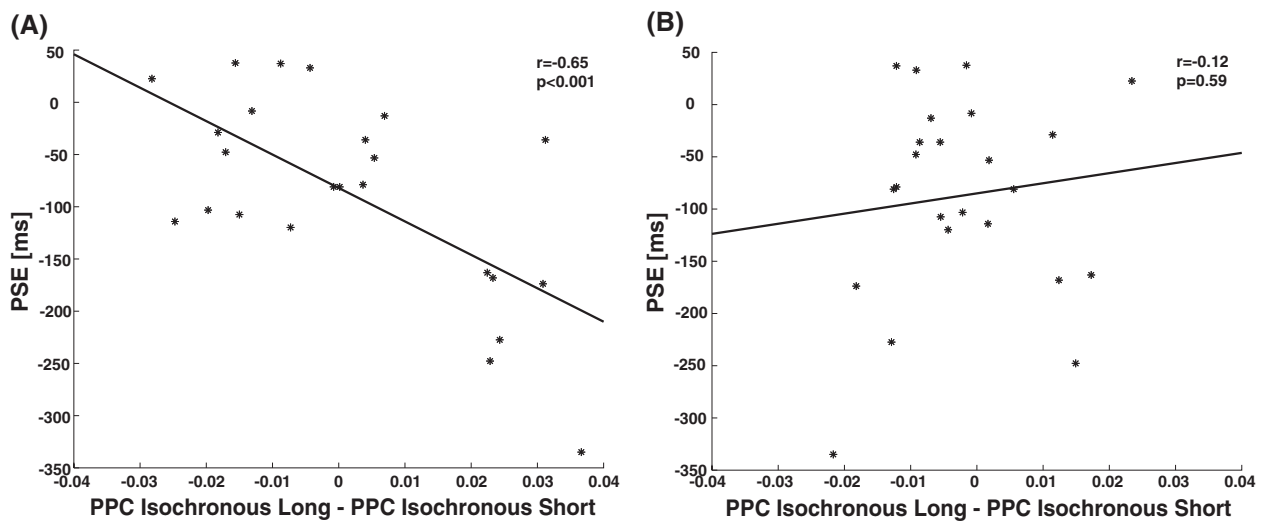 (A)
r=-0.65
p<0.001
50
0
-50
-100
-150
-200
-250
-300
-350
PSE [ms]
-0.04 -0.03 -0.02 -0.01 0 0.01 0.02 0.03 0.04
PPC Isochronous Long - PPC Isochronous Short
(B)
r=-0.12
p=0.59
50
0
-50
-100
-150
-200
-250
-300
-350
PSE [ms]
-0.04 -0.03 -0.02 -0.01 0 0.01 0.02 0.03 0.04
PPC Isochronous Long - PPC Isochronous Short